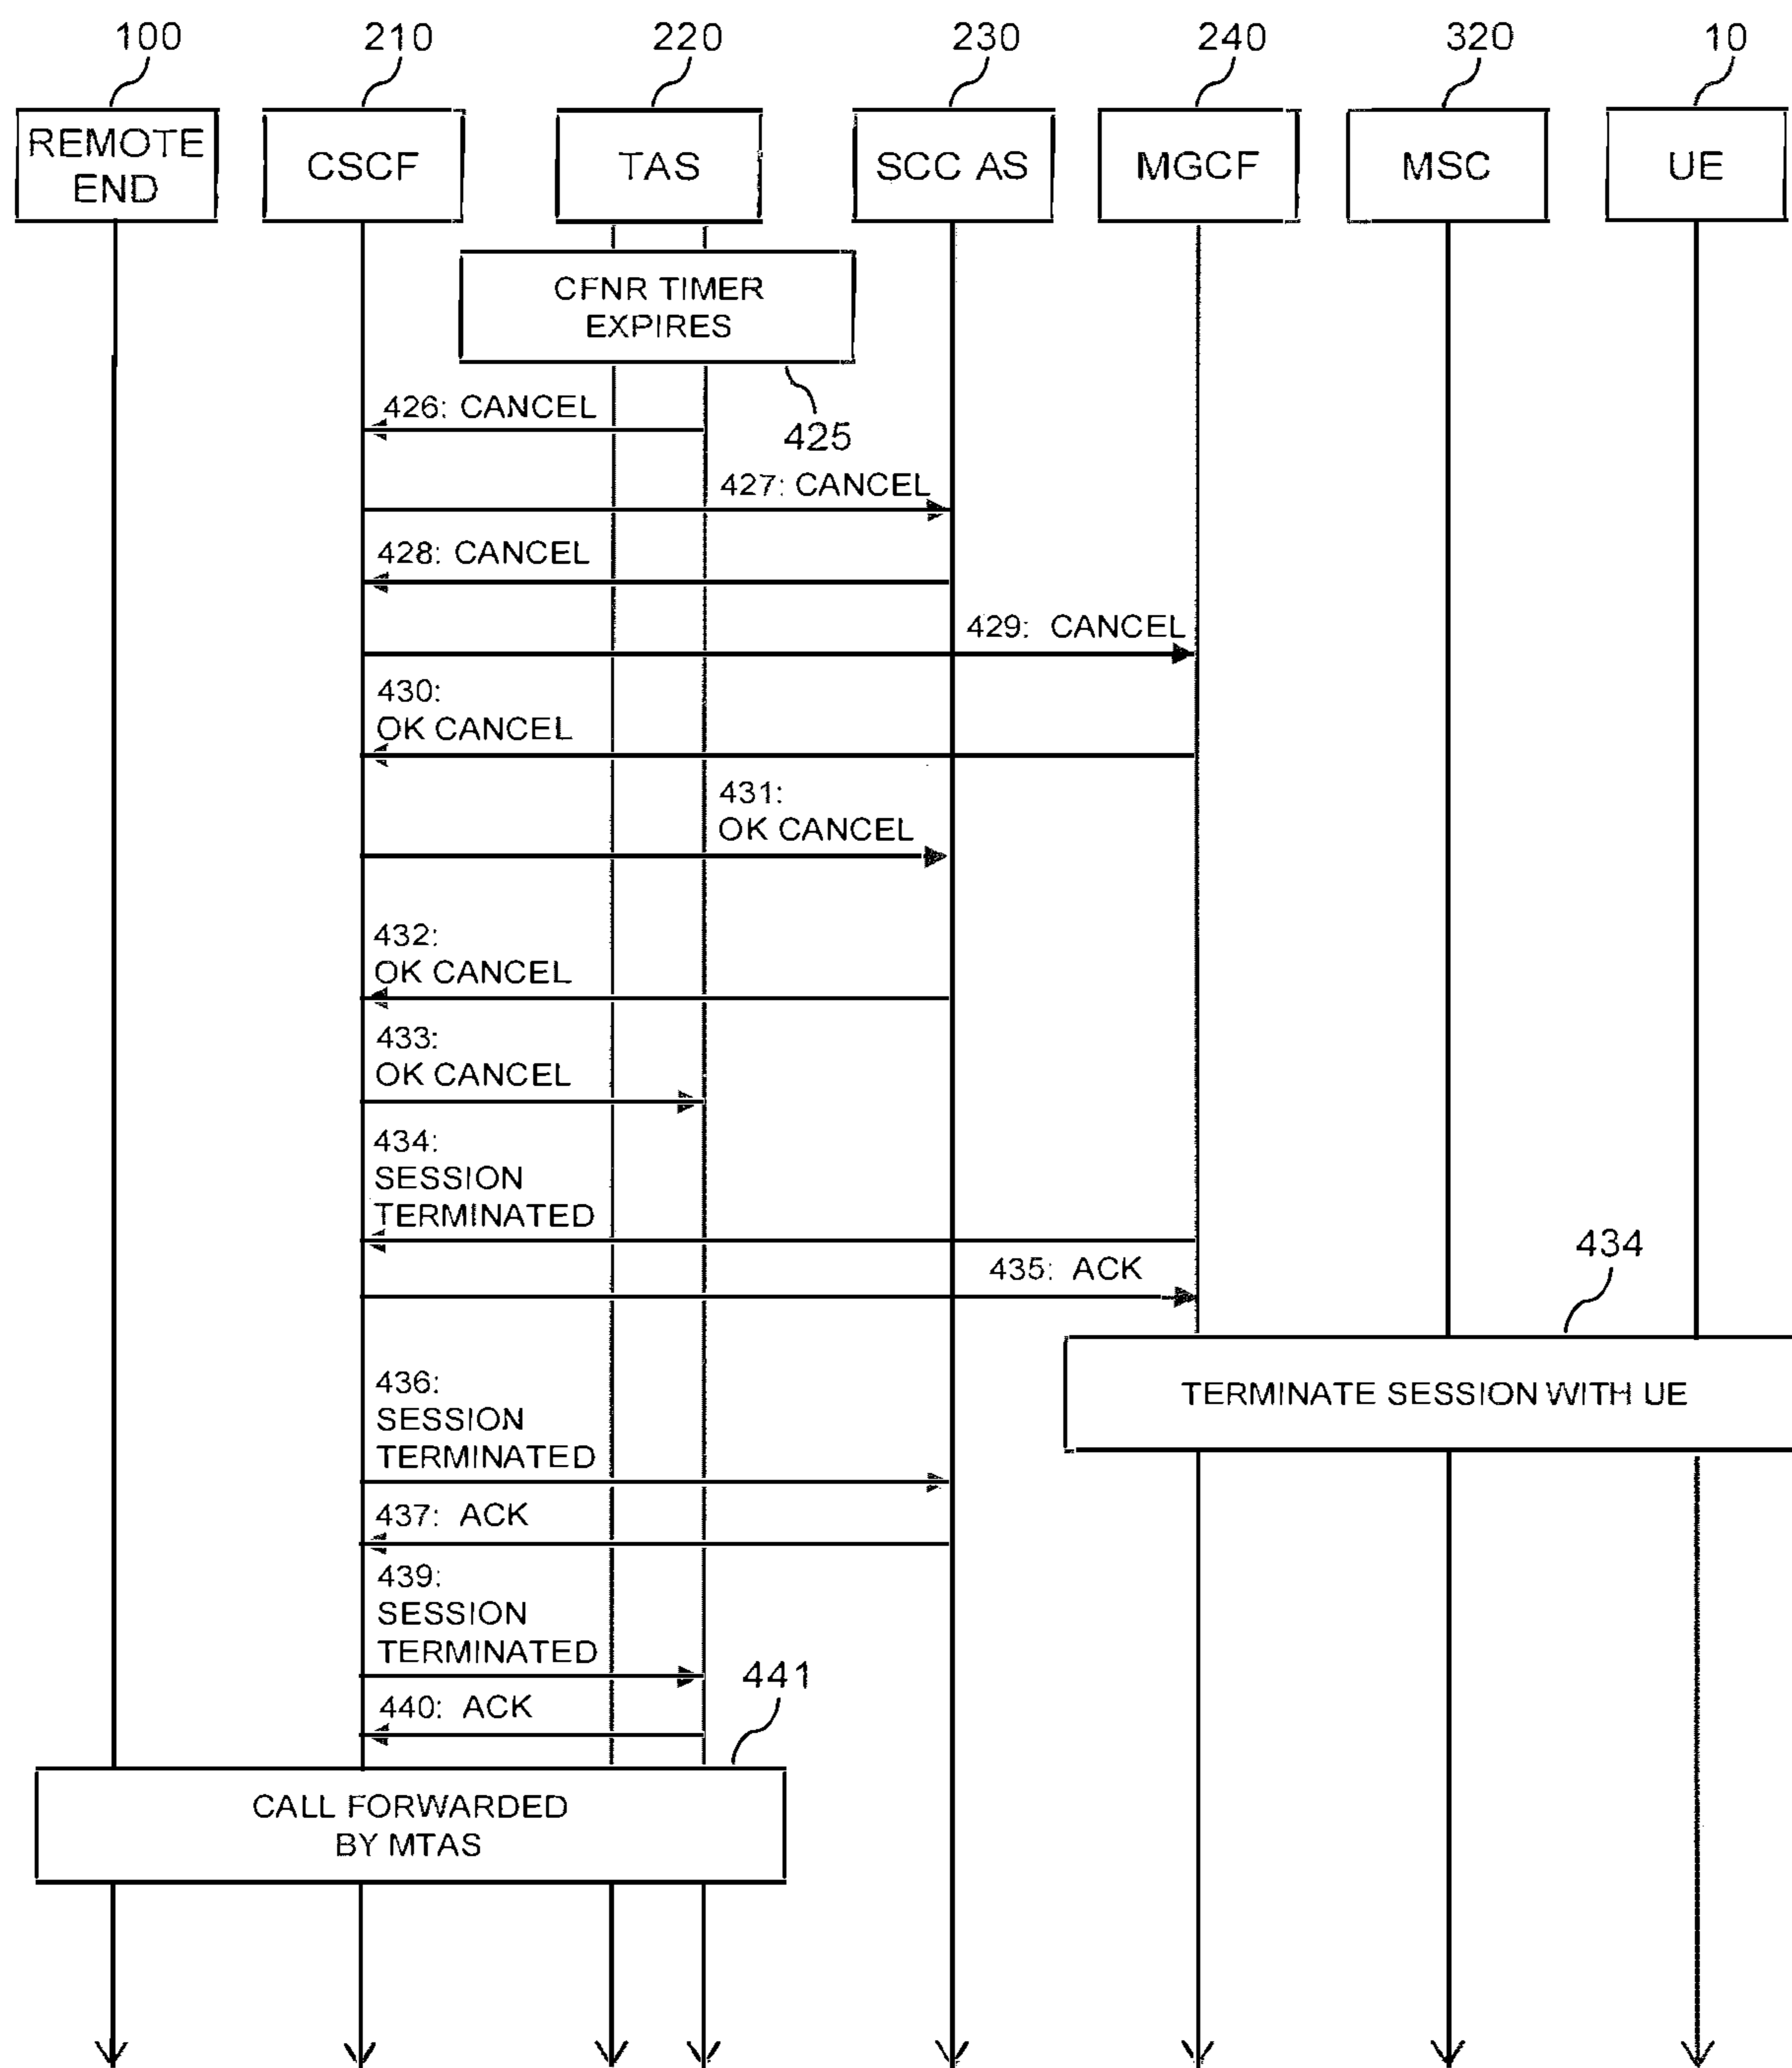 100
210
220
230
240
320
10
REMOTE
END
CSCF
TAS
SCC AS
MGCF
MSC
UE
CFNR TIMER
EXPIRES
425
426: CANCEL
427: CANCEL
428: CANCEL
429: CANCEL
430:
OK CANCEL
431:
OK CANCEL
432:
OK CANCEL
433:
OK CANCEL
434:
SESSION
TERMINATED
435: ACK
434
TERMINATE SESSION WITH UE
436:
SESSION
TERMINATED
437: ACK
439:
SESSION
TERMINATED
440: ACK
441
CALL FORWARDED
BY MTAS